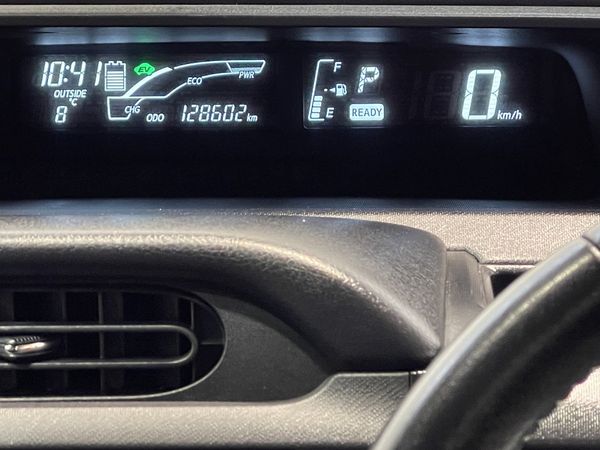 10:41
EV
ECO
PWR
OUTSIDE
8 °C
CHG
ODO 128602 km
F
P
E
READY
0 km/h